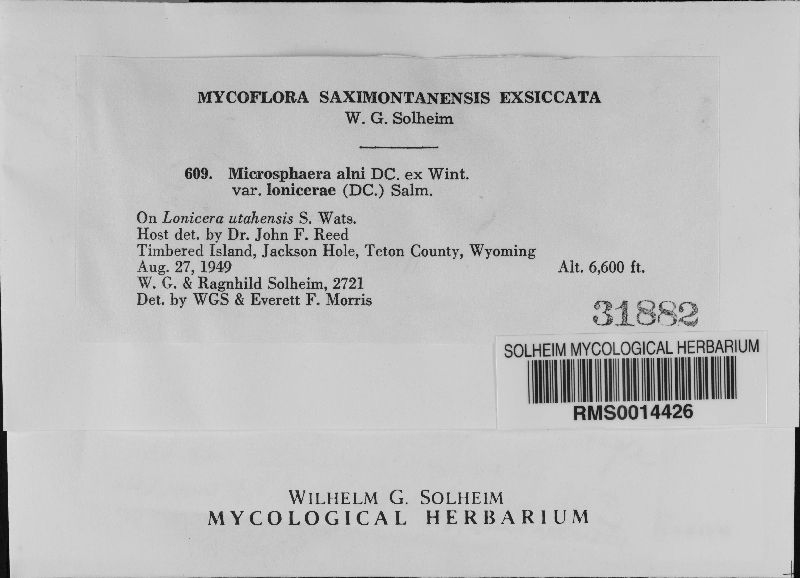 MYCOFLORA SAXIMONTANENSIS EXSICCATA
W. G. Solheim
609. Microsphaera alni DC. ex Wint.
var. lonicerae (DC.) Salm.
On Lonicera utahensis S. Wats.
Host det. by Dr. John F. Reed
Timbered Island, Jackson Hole, Teton County, Wyoming
Aug. 27, 1949 Alt. 6,600 ft.
W. G. & Ragnhild Solheim, 2721
Det. by WGS & Everett F. Morris
31882
SOLHEIM MYCOLOGICAL HERBARIUM
RMS0014426
WILHELM G. SOLHEIM
MYCOLOGICAL HERBARIUM